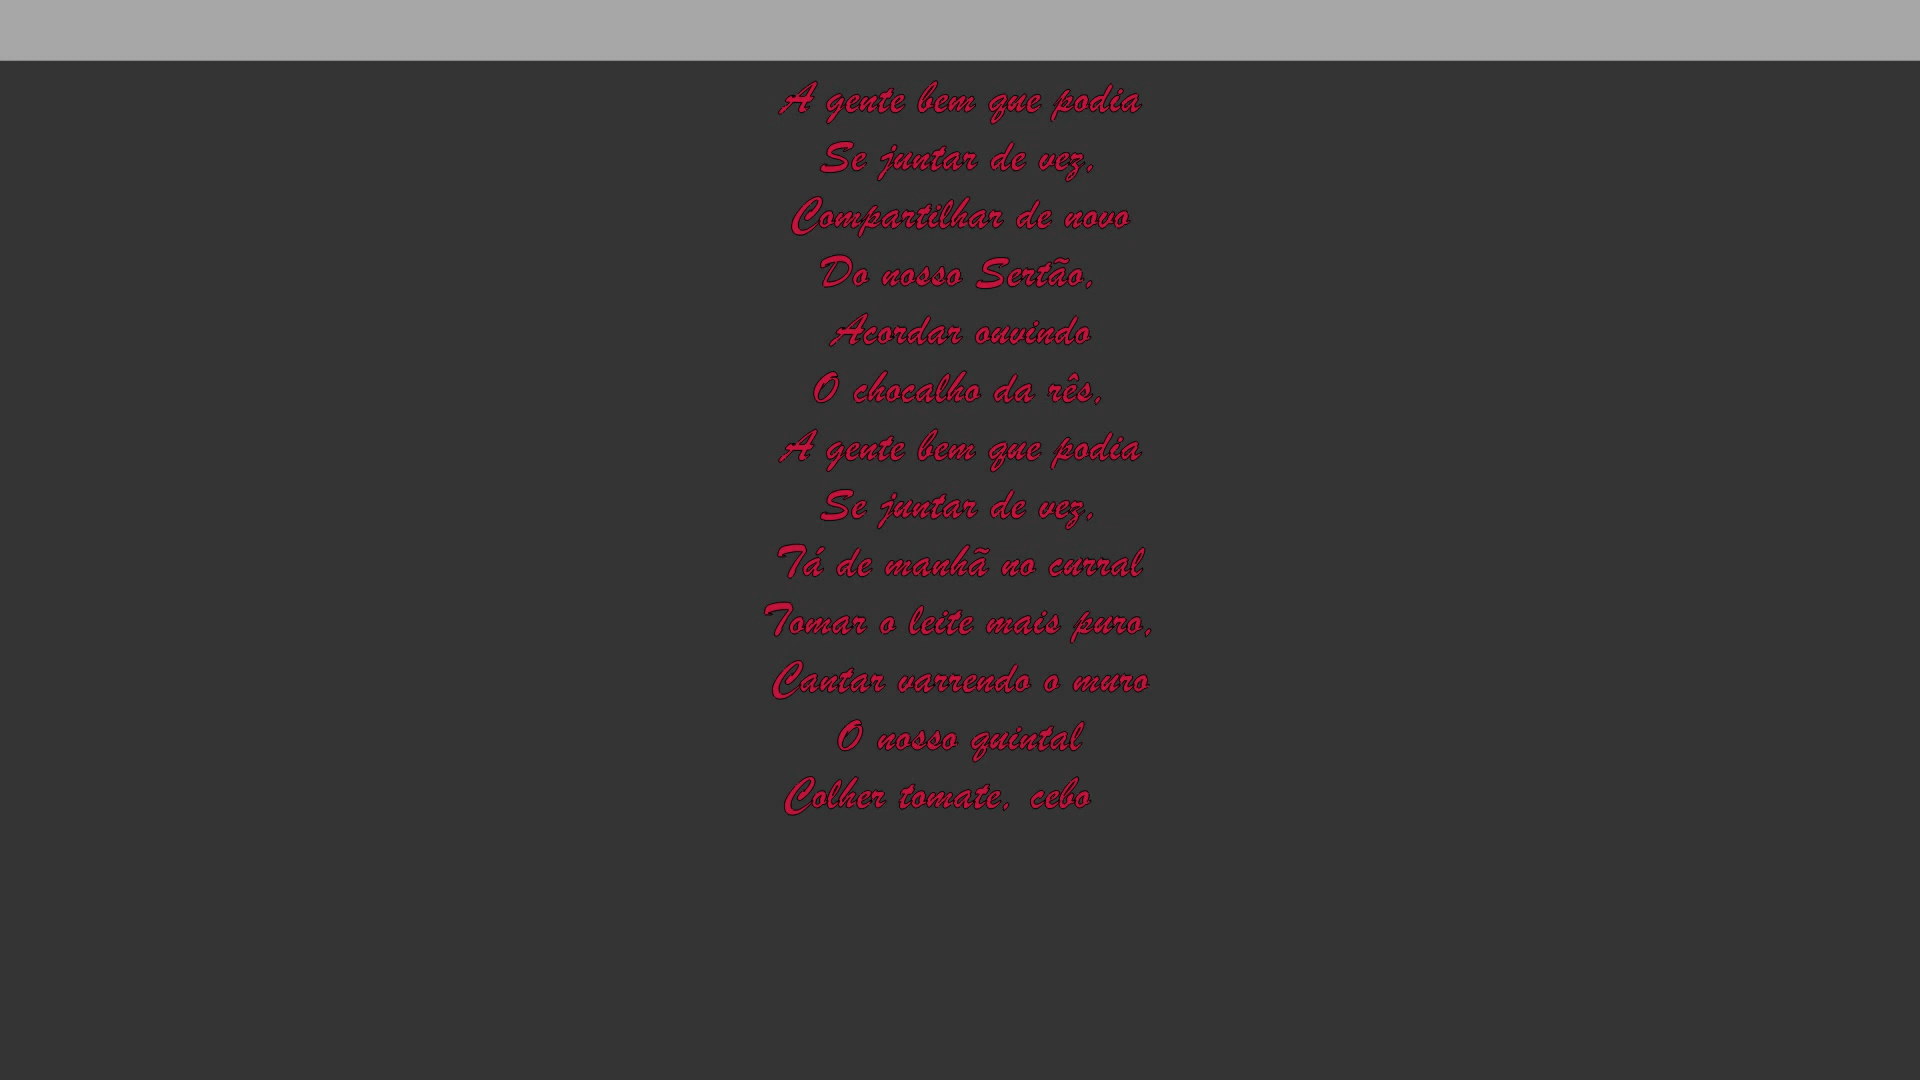 A gente bem que podia
Se juntar de vez,
Compartilhar de novo
Do nosso Sertão,
Acordar ouvindo
O chocalho da rês,
A gente bem que podia
Se juntar de vez,
Tá de manhã no curral
Tomar o leite mais puro,
Cantar varrendo o muro
O nosso quintal
Colher tomate, cebo